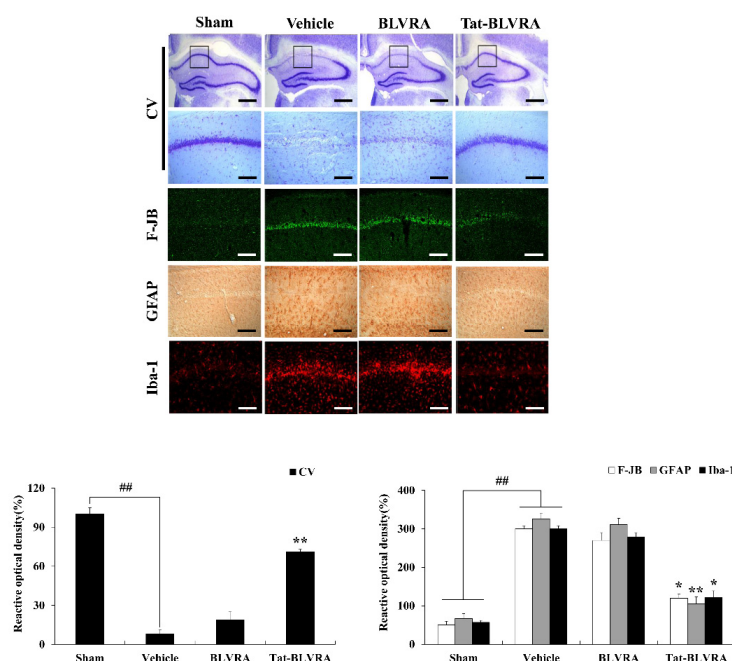 Sham Vehicle BLVRA Tat-BLVRA
CV
F-JB
GFAP
Iba-1
CV
##
**
120
90
60
30
0
Reactive optical density(%)
Sham Vehicle BLVRA Tat-BLVRA
F-JB GFAP Iba-1
##
* ** *
400
300
200
100
0
Reactive optical density(%)
Sham Vehicle BLVRA Tat-BLVRA